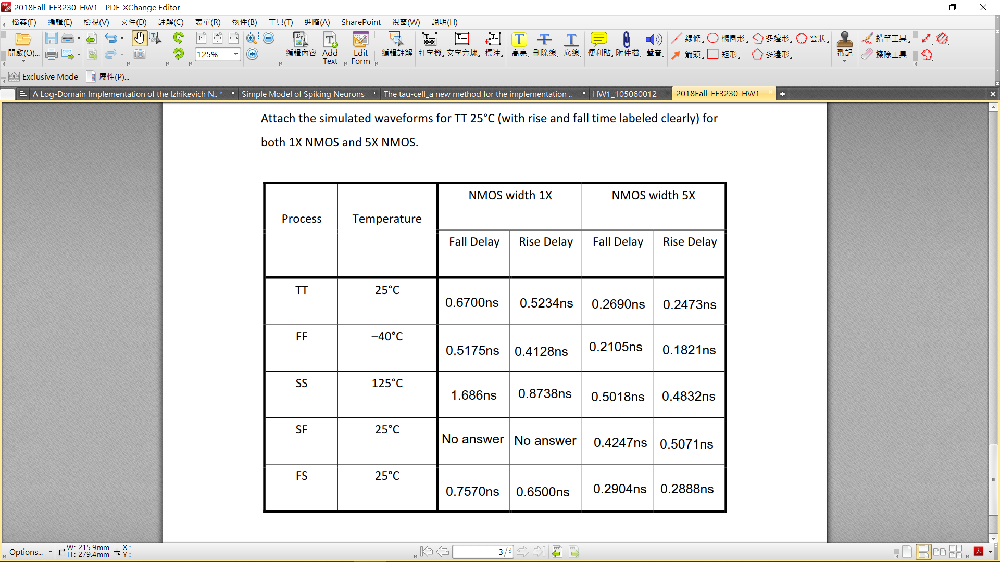 2018Fall_EE3230_HW1 - PDF-XChange Editor
檔案(F) 編輯(E) 檢視(V) 文件(D) 註解(C) 表單(R) 物件(B) 工具(T) 進階(A) SharePoint 視窗(W) 說明(H)
開啟(O)... 125% 編輯內容 Add Text Edit Form 編輯註解 打字機 文字方塊 標注 高亮 刪除線 底線 便利貼 附件檔 聲音 線條 橢圓形 多邊形 雲狀 箭頭 矩形 多邊形 戳記 鉛筆工具 擦除工具
Exclusive Mode 屬性(P)...
A Log-Domain Implementation of the Izhikevich N.. * Simple Model of Spiking Neurons The tau-cell_a new method for the implementation .. HW1_105060012 2018Fall_EE3230_HW1
Attach the simulated waveforms for TT 25°C (with rise and fall time labeled clearly) for
both 1X NMOS and 5X NMOS.
Process Temperature NMOS width 1X NMOS width 5X
Fall Delay Rise Delay Fall Delay Rise Delay
TT 25°C 0.6700ns 0.5234ns 0.2690ns 0.2473ns
FF –40°C 0.5175ns 0.4128ns 0.2105ns 0.1821ns
SS 125°C 1.686ns 0.8738ns 0.5018ns 0.4832ns
SF 25°C No answer No answer 0.4247ns 0.5071ns
FS 25°C 0.7570ns 0.6500ns 0.2904ns 0.2888ns
Options... W: 215.9mm X: 3/3
H: 279.4mm Y: